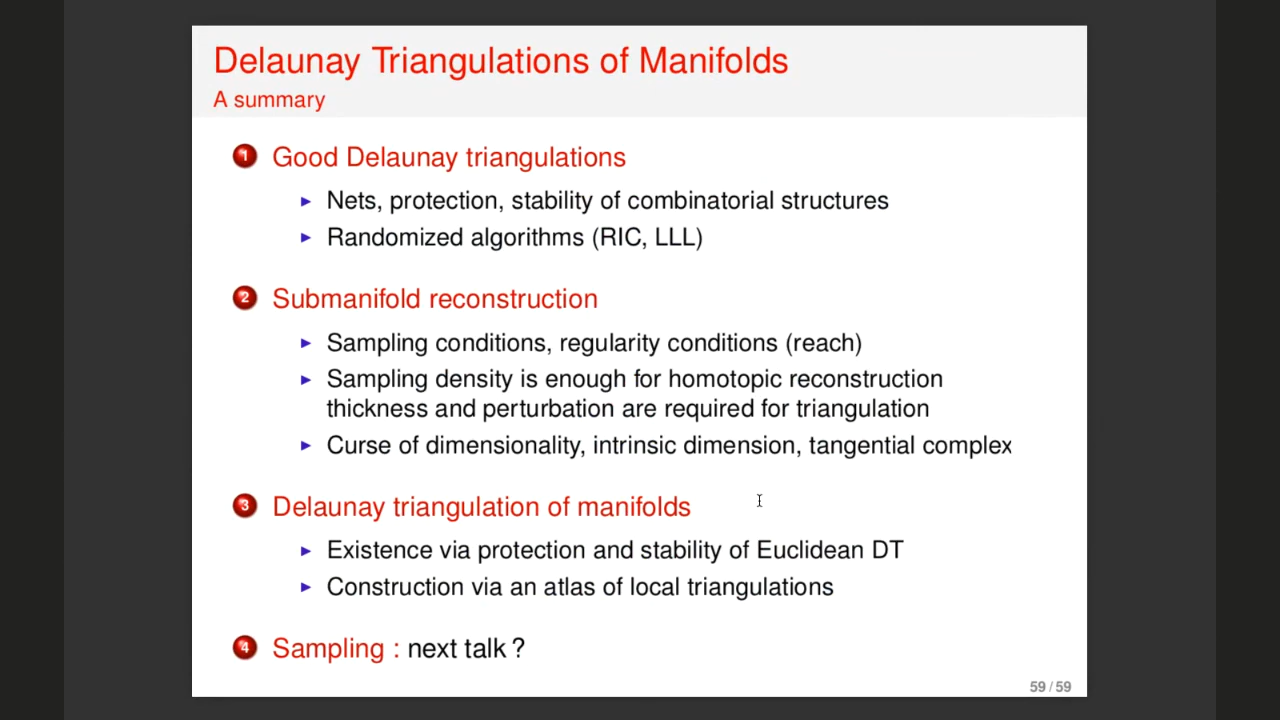 Delaunay Triangulations of Manifolds
A summary
1 Good Delaunay triangulations
▶ Nets, protection, stability of combinatorial structures
▶ Randomized algorithms (RIC, LLL)
2 Submanifold reconstruction
▶ Sampling conditions, regularity conditions (reach)
▶ Sampling density is enough for homotopic reconstruction
thickness and perturbation are required for triangulation
▶ Curse of dimensionality, intrinsic dimension, tangential complex
3 Delaunay triangulation of manifolds
▶ Existence via protection and stability of Euclidean DT
▶ Construction via an atlas of local triangulations
4 Sampling : next talk ?
59 / 59